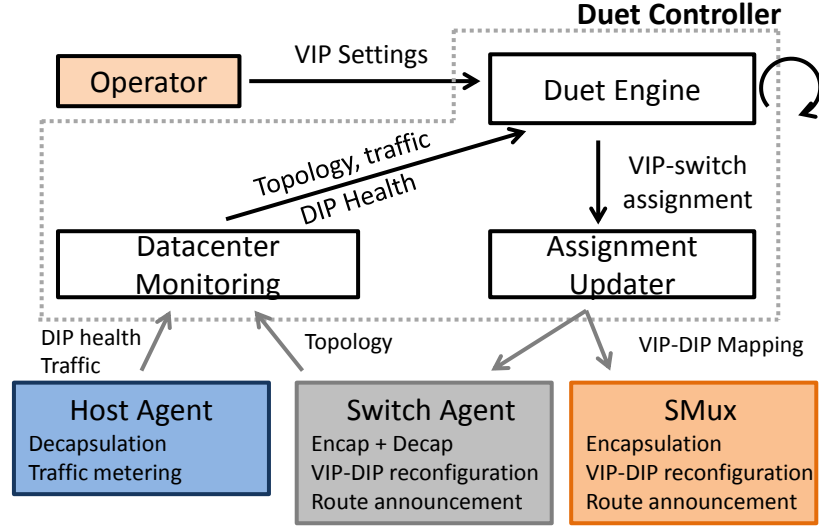 Duet Controller
VIP Settings
Operator
Duet Engine
Topology, traffic
DIP Health
VIP-switch
assignment
Datacenter
Monitoring
Assignment
Updater
DIP health
Traffic
Topology
VIP-DIP Mapping
Host Agent
Decapsulation
Traffic metering
Switch Agent
Encap + Decap
VIP-DIP reconfiguration
Route announcement
SMux
Encapsulation
VIP-DIP reconfiguration
Route announcement